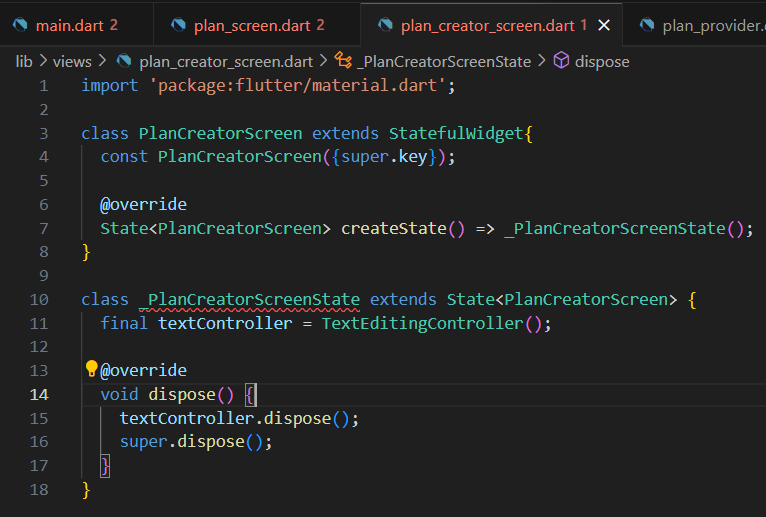 main.dart 2 plan_screen.dart 2 plan_creator_screen.dart 1 × plan_provider.
lib > views > plan_creator_screen.dart > _PlanCreatorScreenState > dispose
1 import 'package:flutter/material.dart';
2
3 class PlanCreatorScreen extends StatefulWidget{
4 const PlanCreatorScreen({super.key});
5
6 @override
7 State<PlanCreatorScreen> createState() => _PlanCreatorScreenState();
8 }
9
10 class _PlanCreatorScreenState extends State<PlanCreatorScreen> {
11 final textController = TextEditingController();
12
13 @override
14 void dispose() {
15 textController.dispose();
16 super.dispose();
17 }
18 }